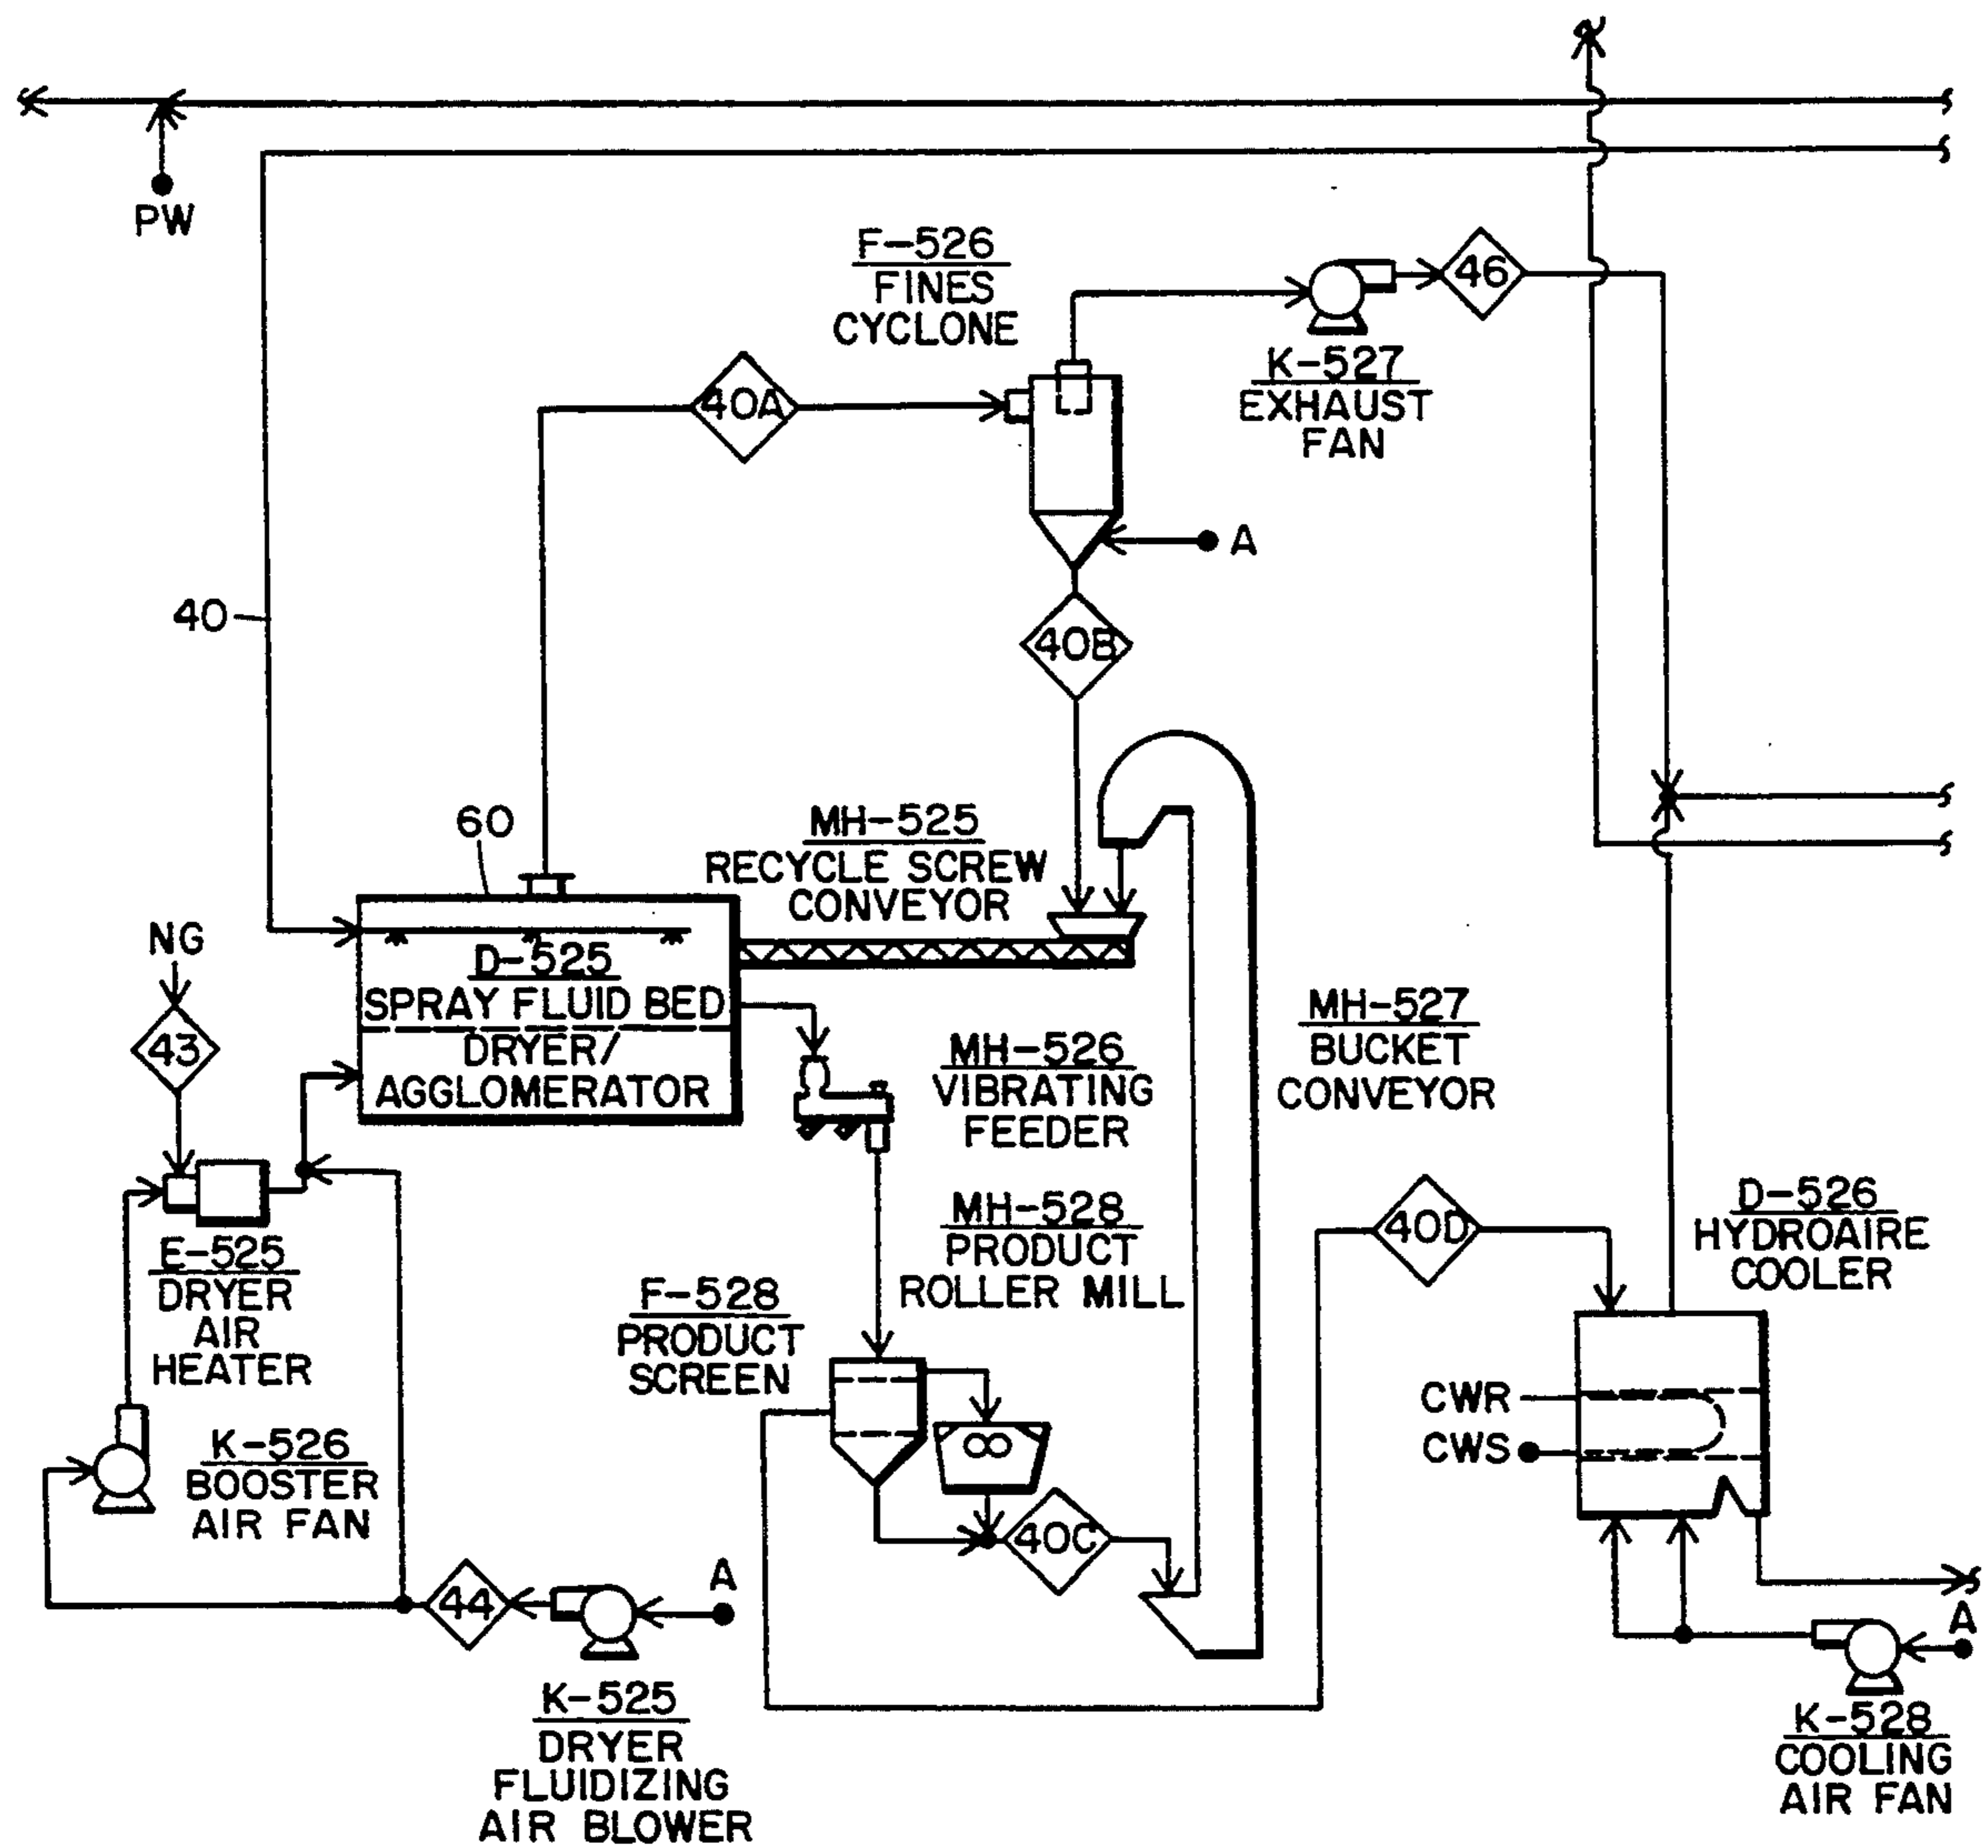 PW
F-526
FINES
CYCLONE
46
K-527
EXHAUST
FAN
40A
A
40
40B
60
MH-525
RECYCLE SCREW
CONVEYOR
NG
43
D-525
SPRAY FLUID BED
DRYER/
AGGLOMERATOR
MH-526
VIBRATING
FEEDER
MH-527
BUCKET
CONVEYOR
E-525
DRYER
AIR
HEATER
MH-528
PRODUCT
ROLLER MILL
40D
D-526
HYDROAIRE
COOLER
F-528
PRODUCT
SCREEN
CWR
CWS
K-526
BOOSTER
AIR FAN
40C
44
A
A
K-525
DRYER
FLUIDIZING
AIR BLOWER
K-528
COOLING
AIR FAN